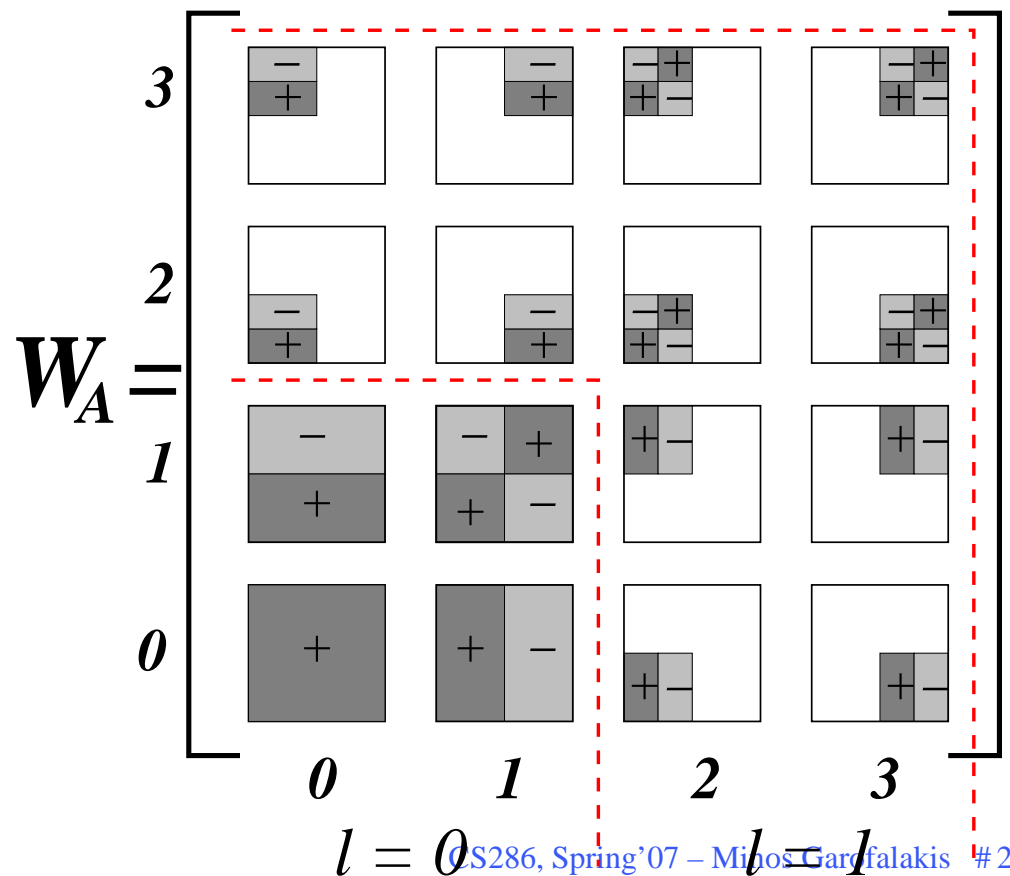 3
− − − + − +
+ + + − + −
2
− − − + − +
+ + + − + −
W_A =
1
− − + + − + −
+ + −
0
+ + − + − + −
0 1 2 3
l = 0 l = 1
CS286, Spring’07 – Minos Garofalakis # 2